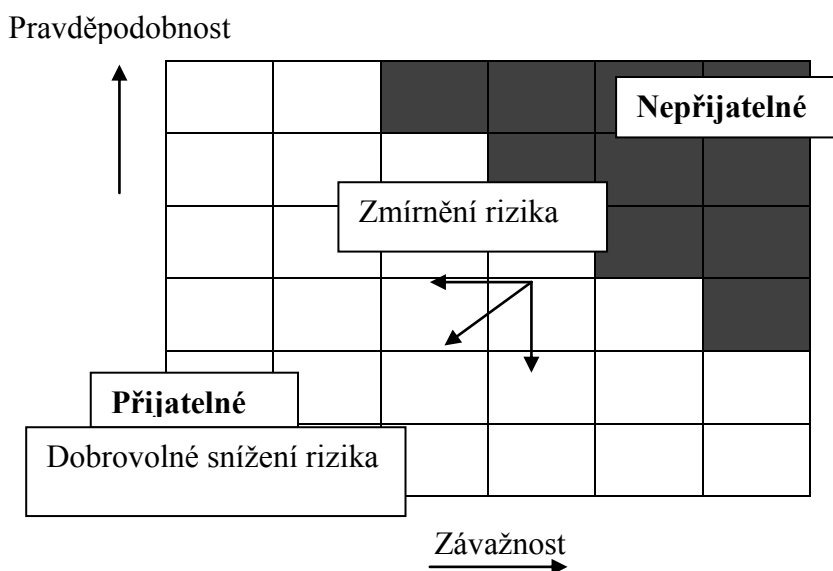 Pravděpodobnost
Nepřijatelné
Zmírnění rizika
Přijatelné
Dobrovolné snížení rizika
Závažnost